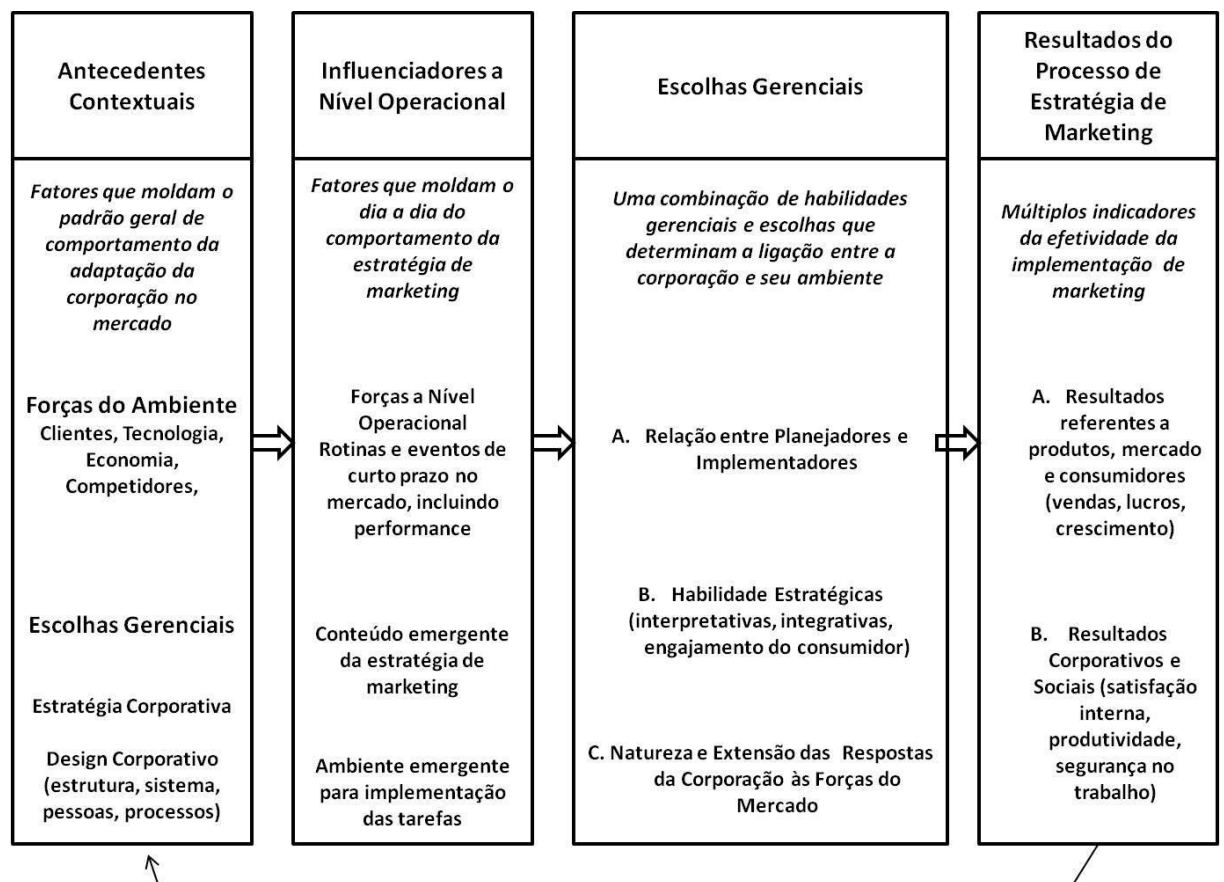 Antecedentes
Contextuais
Fatores que moldam o
padrão geral de
comportamento da
adaptação da
corporação no
mercado
Forças do Ambiente
Clientes, Tecnologia,
Economia,
Competidores,
Escolhas Gerenciais
Estratégia Corporativa
Design Corporativo
(estrutura, sistema,
pessoas, processos)
Influenciadores a
Nível Operacional
Fatores que moldam o
dia a dia do
comportamento da
estratégia de
marketing
Forças a Nível
Operacional
Rotinas e eventos de
curto prazo no
mercado, incluindo
performance
Conteúdo emergente
da estratégia de
marketing
Ambiente emergente
para implementação
das tarefas
Escolhas Gerenciais
Uma combinação de habilidades
gerenciais e escolhas que
determinam a ligação entre a
corporação e seu ambiente
A. Relação entre Planejadores e
Implementadores
B. Habilidade Estratégicas
(interpretativas, integrativas,
engajamento do consumidor)
C. Natureza e Extensão das Respostas
da Corporação às Forças do
Mercado
Resultados do
Processo de
Estratégia de
Marketing
Múltiplos indicadores
da efetividade da
implementação de
marketing
A. Resultados
referentes a
produtos, mercado
e consumidores
(vendas, lucros,
crescimento)
B. Resultados
Corporativos e
Sociais (satisfação
interna,
produtividade,
segurança no
trabalho)